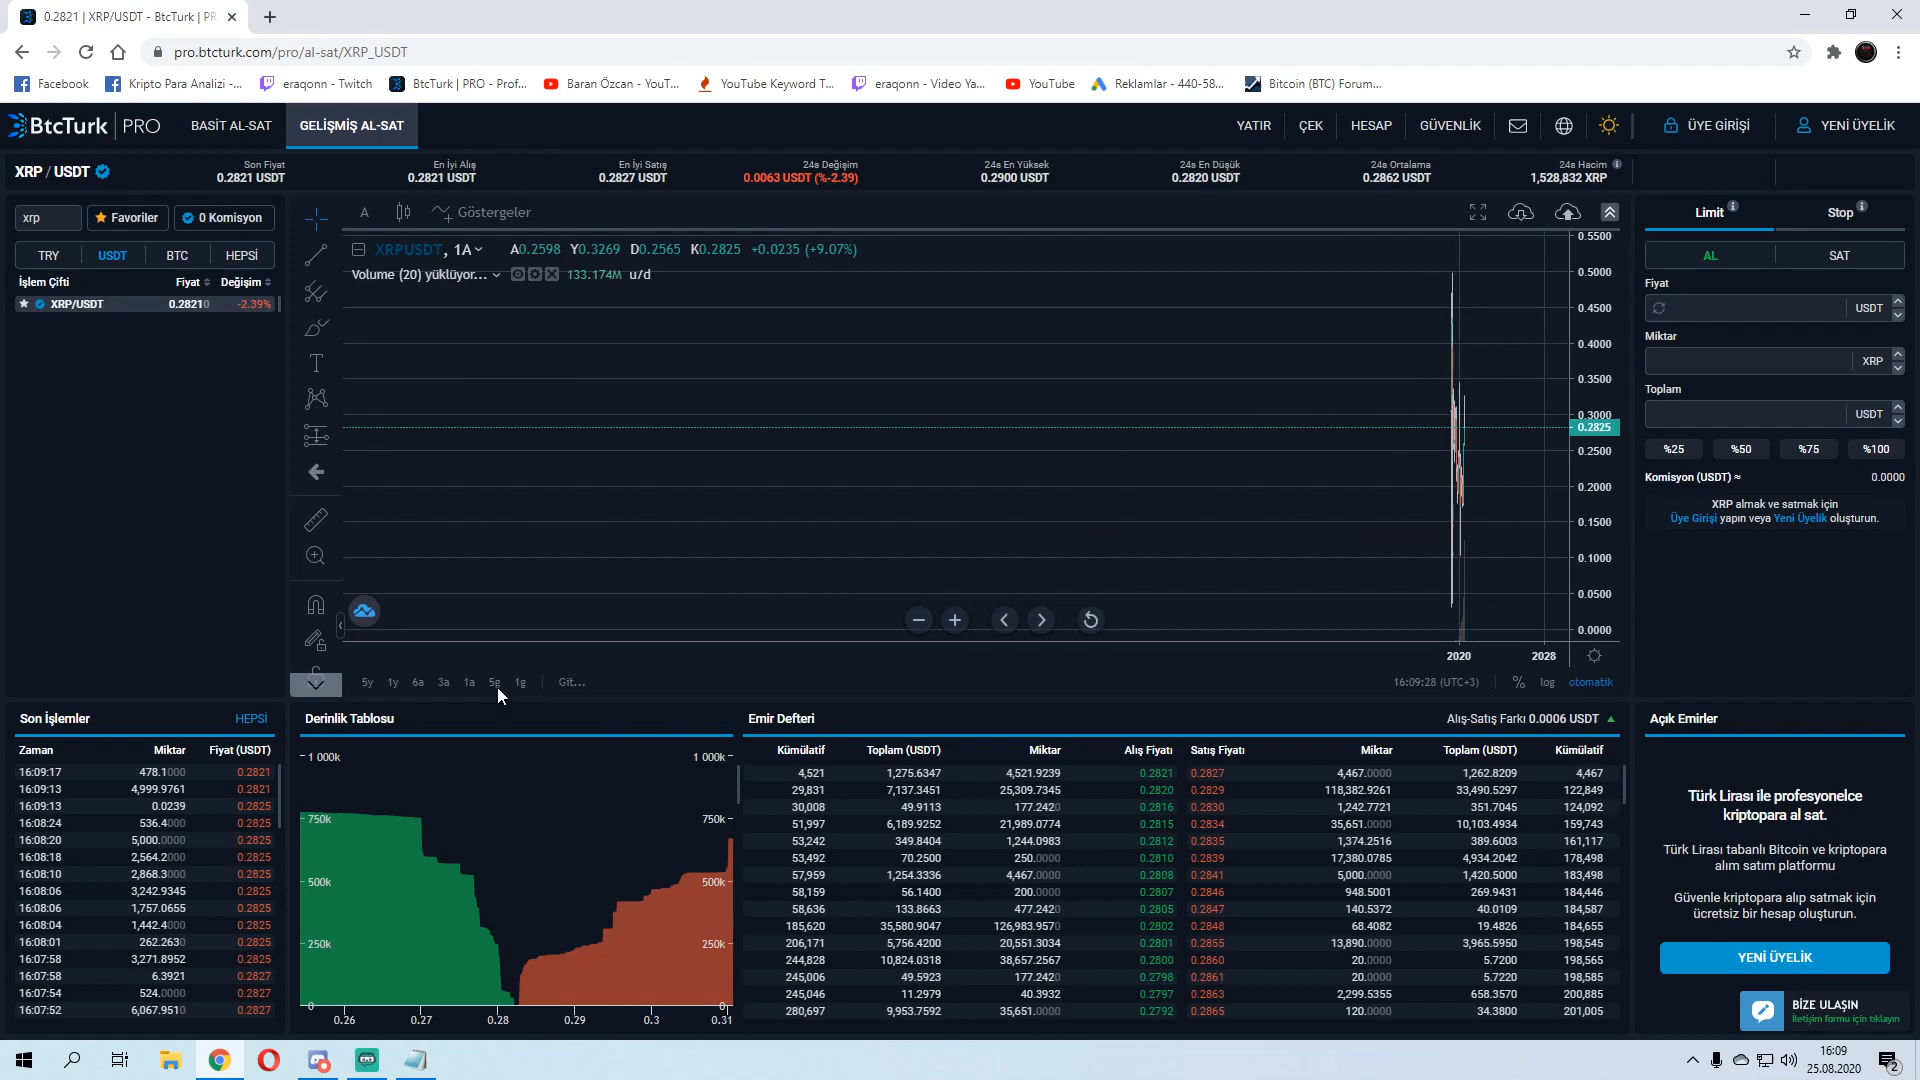 0.2821 | XRP/USDT - BtcTurk | PR
pro.btcturk.com/pro/al-sat/XRP_USDT
Facebook Kripto Para Analizi -... eraqonn - Twitch BtcTurk | PRO - Prof... Baran Özcan - YouT... YouTube Keyword T... eraqonn - Video Ya... YouTube Reklamlar - 440-58... Bitcoin (BTC) Forum...
BtcTurk | PRO BASİT AL-SAT GELİŞMİŞ AL-SAT YATIR ÇEK HESAP GÜVENLİK ÜYE GİRİŞİ YENİ ÜYELİK
XRP / USDT
Son Fiyat En İyi Alış En İyi Satış 24s Değişim 24s En Yüksek 24s En Düşük 24s Ortalama 24s Hacim
0.2821 USDT 0.2821 USDT 0.2827 USDT 0.0063 USDT (%-2.39) 0.2900 USDT 0.2820 USDT 0.2862 USDT 1,528,832 XRP
xrp Favoriler 0 Komisyon
TRY USDT BTC HEPSİ
İşlem Çifti Fiyat Değişim
XRP/USDT 0.28210 -2.39%
A Göstergeler
XRPUSDT, 1A A0.2598 Y0.3269 D0.2565 K0.2825 +0.0235 (+9.07%)
Volume (20) yüklüyor... 133.174M u/d
0.5500
0.5000
0.4500
0.4000
0.3500
0.3000
0.2825
0.2500
0.2000
0.1500
0.1000
0.0500
0.0000
2020 2028
5y 1y 6a 3a 1a 5g 1g Git... 16:09:28 (UTC+3) % log otomatik
Limit Stop
AL SAT
Fiyat
USDT
Miktar
XRP
Toplam
USDT
%25 %50 %75 %100
Komisyon (USDT) ≈ 0.0000
XRP almak ve satmak için
Üye Girişi yapın veya Yeni Üyelik oluşturun.
Son İşlemler HEPSİ
Zaman Miktar Fiyat (USDT)
16:09:17 478.1000 0.2821
16:09:13 4,999.9761 0.2821
16:09:13 0.0239 0.2825
16:08:24 536.4000 0.2825
16:08:20 5,000.0000 0.2825
16:08:18 2,564.2000 0.2825
16:08:10 2,868.3000 0.2825
16:08:06 3,242.9345 0.2825
16:08:06 1,757.0655 0.2825
16:08:04 1,442.4000 0.2825
16:08:01 262.2630 0.2825
16:07:58 3,271.8952 0.2825
16:07:58 6.3921 0.2827
16:07:54 524.0000 0.2827
16:07:52 6,067.9510 0.2827
Derinlik Tablosu
1 000k 1 000k
750k 750k
500k 500k
250k 250k
0 0
0.26 0.27 0.28 0.29 0.3 0.31
Emir Defteri Alış-Satış Farkı 0.0006 USDT
Kümülatif Toplam (USDT) Miktar Alış Fiyatı Satış Fiyatı Miktar Toplam (USDT) Kümülatif
4,521 1,275.6347 4,521.9239 0.2821 0.2827 4,467.0000 1,262.8209 4,467
29,831 7,137.3451 25,309.7345 0.2820 0.2829 118,382.9261 33,490.5297 122,849
30,008 49.9113 177.2420 0.2816 0.2830 1,242.7721 351.7045 124,092
51,997 6,189.9252 21,989.0774 0.2815 0.2834 35,651.0000 10,103.4934 159,743
53,242 349.8404 1,244.0983 0.2812 0.2835 1,374.2516 389.6003 161,117
53,492 70.2500 250.0000 0.2810 0.2839 17,380.0785 4,934.2042 178,498
57,959 1,254.3336 4,467.0000 0.2808 0.2841 5,000.0000 1,420.5000 183,498
58,159 56.1400 200.0000 0.2807 0.2846 948.5001 269.9431 184,446
58,636 133.8663 477.2420 0.2805 0.2847 140.5372 40.0109 184,587
185,620 35,580.9047 126,983.9570 0.2802 0.2848 68.4082 19.4826 184,655
206,171 5,756.4200 20,551.3034 0.2801 0.2855 13,890.0000 3,965.5950 198,545
244,828 10,824.0318 38,657.2567 0.2800 0.2860 20.0000 5.7200 198,565
245,006 49.5923 177.2420 0.2798 0.2861 20.0000 5.7220 198,585
245,046 11.2979 40.3932 0.2797 0.2863 2,299.5355 658.3570 200,885
280,697 9,953.7592 35,651.0000 0.2792 0.2865 120.0000 34.3800 201,005
Açık Emirler
Türk Lirası ile profesyonelce
kriptopara al sat.
Türk Lirası tabanlı Bitcoin ve kriptopara
alım satım platformu
Güvenle kriptopara alıp satmak için
ücretsiz bir hesap oluşturun.
YENİ ÜYELİK
BİZE ULAŞIN
İletişim formu için tıklayın
16:09
25.08.2020
2